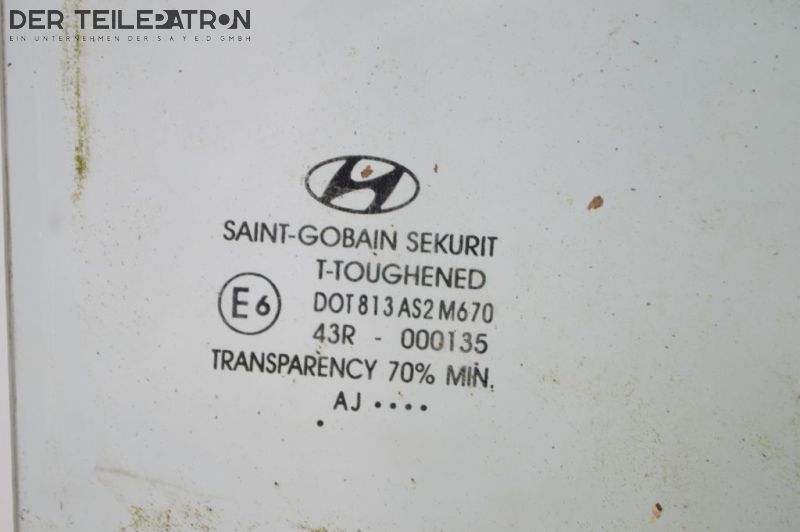 DER TEILEPATRON
EIN UNTERNEHMEN DER S A Y E D GMBH
SAINT-GOBAIN SEKURIT
T-TOUGHENED
E6
DOT 813 AS2 M670
43R - 000135
TRANSPARENCY 70% MIN.
AJ ••••
•